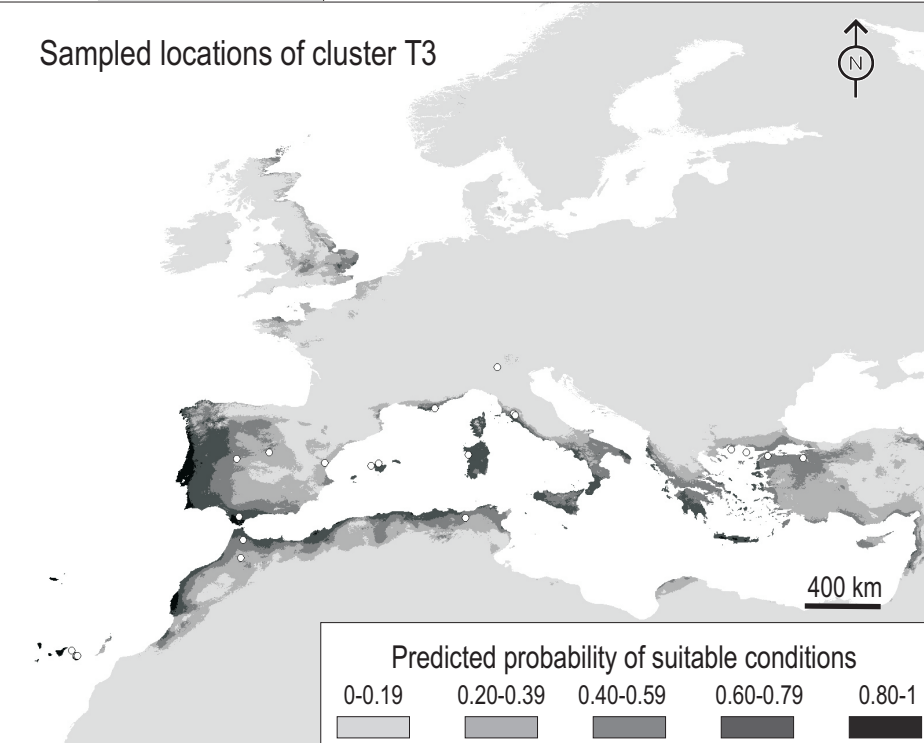 Sampled locations of cluster T3
N
400 km
Predicted probability of suitable conditions
0-0.19 0.20-0.39 0.40-0.59 0.60-0.79 0.80-1